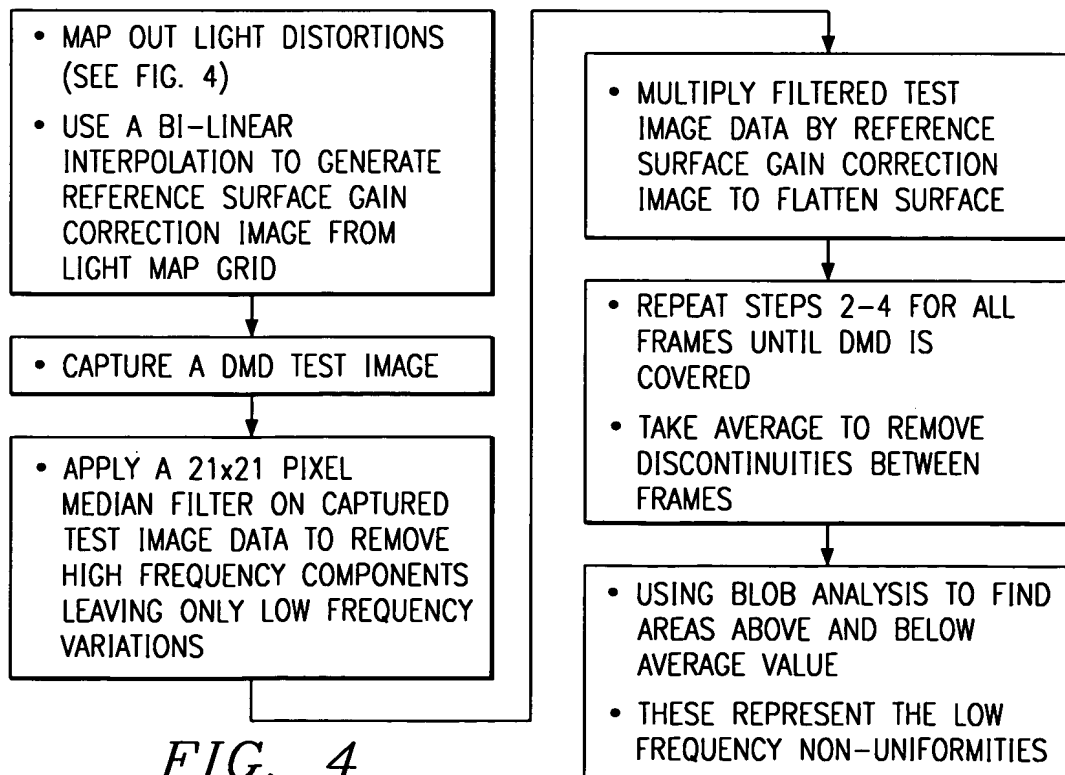 • MAP OUT LIGHT DISTORTIONS
(SEE FIG. 4)
• USE A BI-LINEAR
INTERPOLATION TO GENERATE
REFERENCE SURFACE GAIN
CORRECTION IMAGE FROM
LIGHT MAP GRID
• CAPTURE A DMD TEST IMAGE
• APPLY A 21x21 PIXEL
MEDIAN FILTER ON CAPTURED
TEST IMAGE DATA TO REMOVE
HIGH FREQUENCY COMPONENTS
LEAVING ONLY LOW FREQUENCY
VARIATIONS
• MULTIPLY FILTERED TEST
IMAGE DATA BY REFERENCE
SURFACE GAIN CORRECTION
IMAGE TO FLATTEN SURFACE
• REPEAT STEPS 2-4 FOR ALL
FRAMES UNTIL DMD IS
COVERED
• TAKE AVERAGE TO REMOVE
DISCONTINUITIES BETWEEN
FRAMES
• USING BLOB ANALYSIS TO FIND
AREAS ABOVE AND BELOW
AVERAGE VALUE
• THESE REPRESENT THE LOW
FREQUENCY NON-UNIFORMITIES
FIG. 4